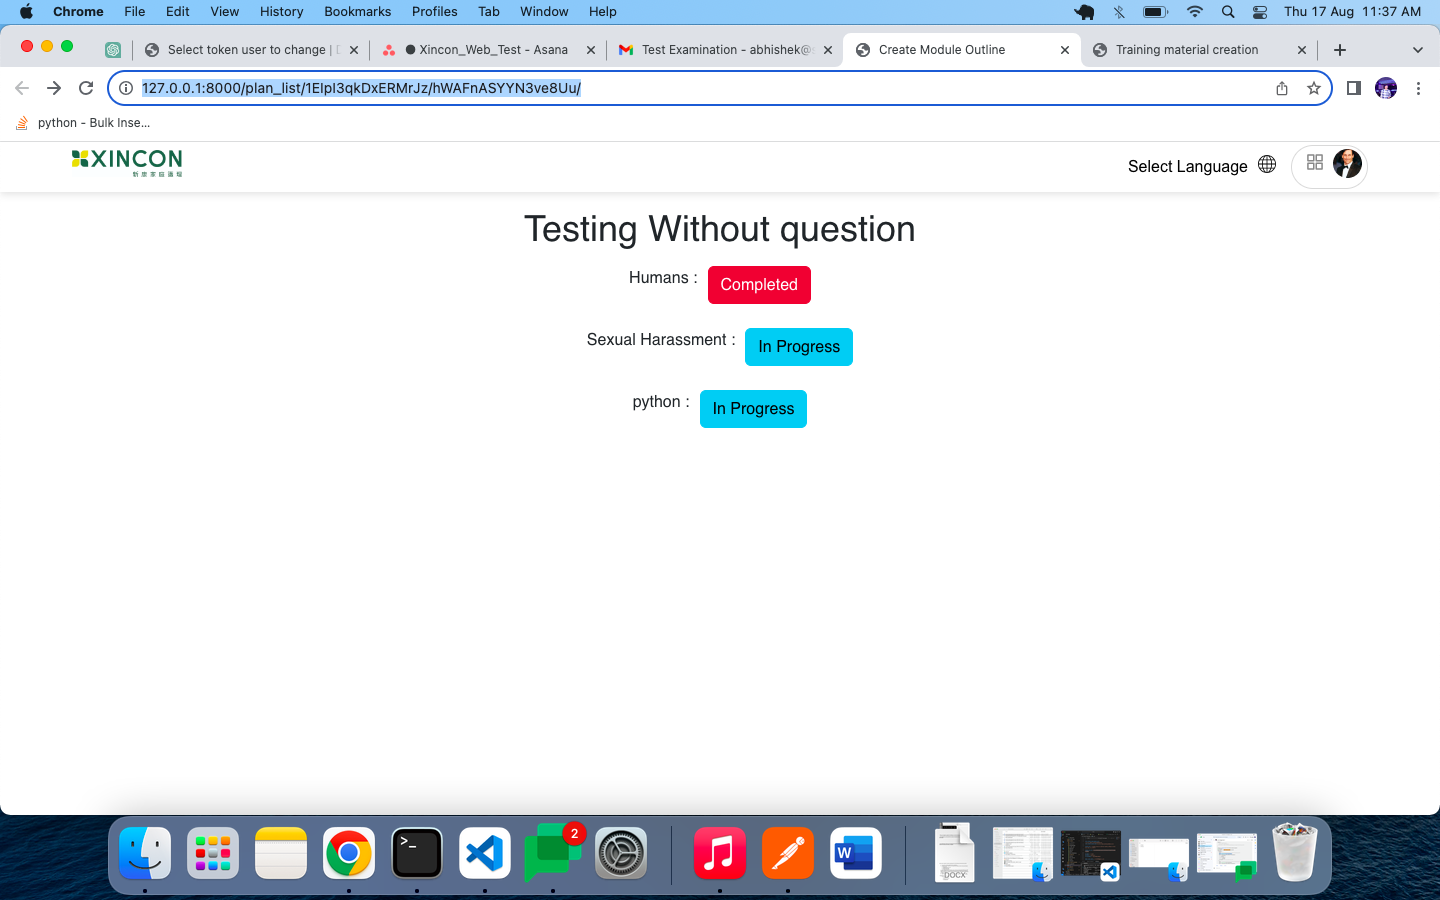 Chrome File Edit View History Bookmarks Profiles Tab Window Help Thu 17 Aug 11:37 AM
Select token user to change | Xincon_Web_Test - Asana Test Examination - abhishek@ Create Module Outline Training material creation
127.0.0.1:8000/plan_list/1ElpI3qkDxERMrJz/hWAFnASYYN3ve8Uu/
python - Bulk Inse...
XINCON
Select Language
Testing Without question
Humans : Completed
Sexual Harassment : In Progress
python : In Progress
2
>_
W
DOCX